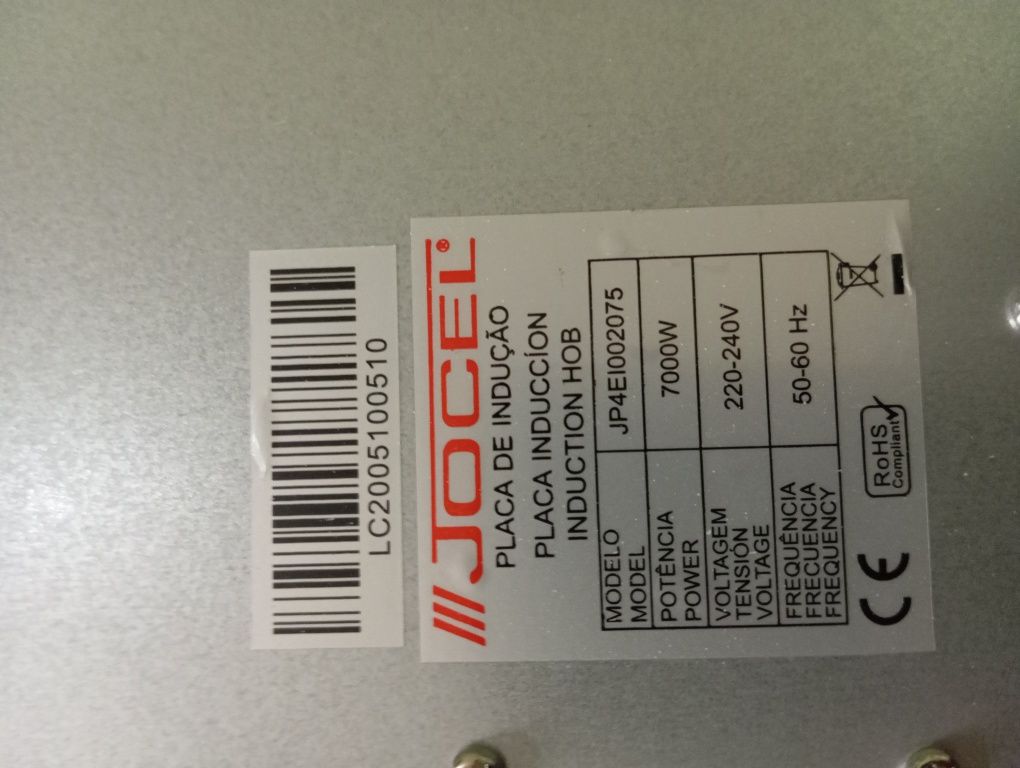 LC2005100510
JOCEL®
PLACA DE INDUÇÃO
PLACA INDUCCÍON
INDUCTION HOB
MODELO
MODEL
JP4EI002075
POTÊNCIA
POWER
7000W
VOLTAGEM
TENSIÓN
VOLTAGE
220-240V
FREQUÊNCIA
FRECUENCIA
FREQUENCY
50-60 Hz
CE
RoHS
Compliant